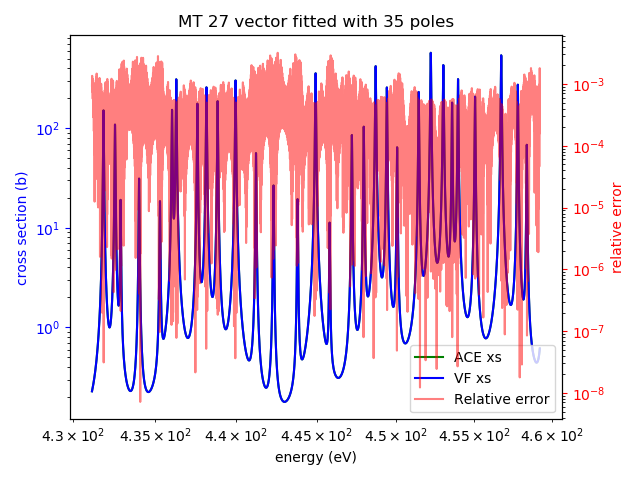 MT 27 vector fitted with 35 poles
10²
10¹
10⁰
cross section (b)
10⁻³
10⁻⁴
10⁻⁵
10⁻⁶
10⁻⁷
10⁻⁸
relative error
ACE xs
VF xs
Relative error
4.3 × 10²
4.35 × 10²
4.4 × 10²
4.45 × 10²
4.5 × 10²
4.55 × 10²
4.6 × 10²
energy (eV)